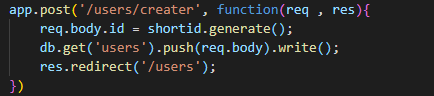 app.post('/users/creater', function(req , res){
    req.body.id = shortid.generate();
    db.get('users').push(req.body).write();
    res.redirect('/users');
})